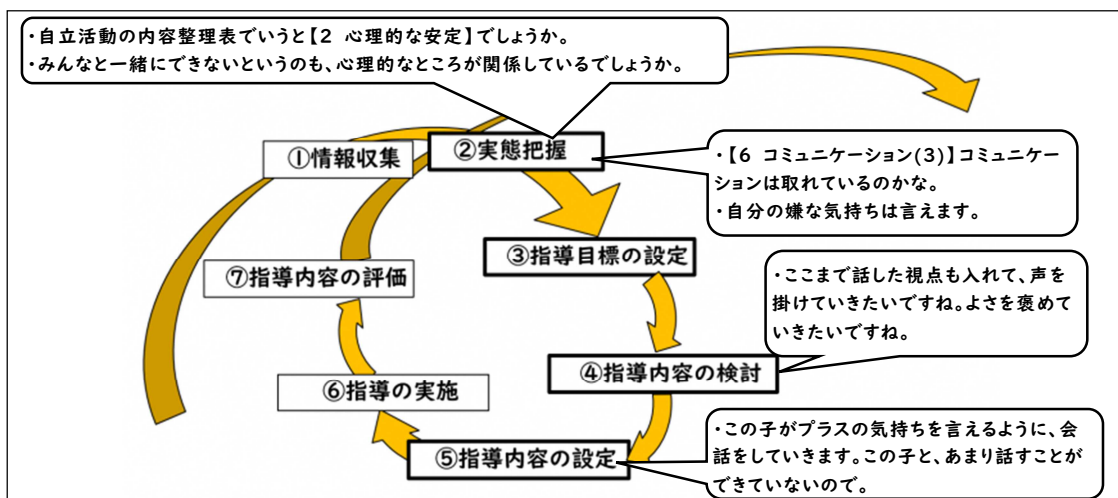 ・自立活動の内容整理表でいうと【2 心理的な安定】でしょうか。
・みんなと一緒にできないというのも、心理的なところが関係しているでしょうか。
①情報収集
②実態把握
・【6 コミュニケーション(3)】コミュニケー
ションは取れているのかな。
・自分の嫌な気持ちは言えます。
③指導目標の設定
⑦指導内容の評価
・ここまで話した視点も入れて、声を
掛けていきたいですね。よさを褒めて
いきたいですね。
④指導内容の検討
⑥指導の実施
・この子がプラスの気持ちを言えるように、会
話をしていきます。この子と、あまり話すことが
できていないので。
⑤指導内容の設定